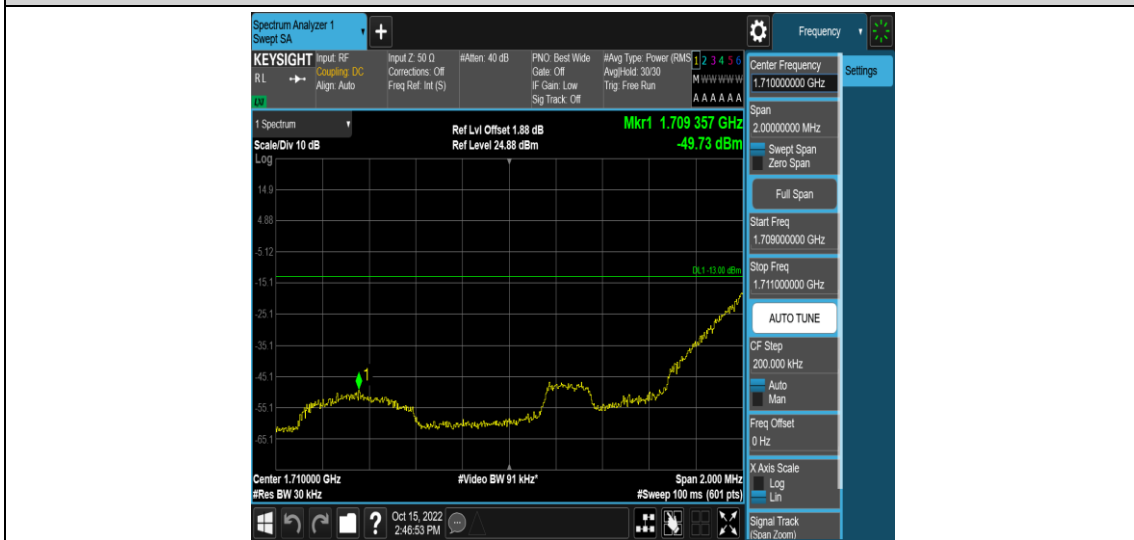 Spectrum Analyzer 1
Swept SA
+
Frequency
KEYSIGHT
RL
Input: RF
Coupling: DC
Align: Auto
Input Z: 50 Ω
Corrections: Off
Freq Ref: Int (S)
#Atten: 40 dB
PNO: Best Wide
Gate: Off
IF Gain: Low
Sig Track: Off
#Avg Type: Power (RMS
Avg|Hold: 30/30
Trig: Free Run
1 2 3 4 5 6
M W W W W W
A A A A A A
1 Spectrum
Scale/Div 10 dB
Ref Lvl Offset 1.88 dB
Ref Level 24.88 dBm
Mkr1 1.709 357 GHz
-49.73 dBm
Log
14.9
4.88
-5.12
-15.1
-25.1
-35.1
-45.1
-55.1
-65.1
DL1 -13.00 dBm
1
Center 1.710000 GHz
#Res BW 30 kHz
#Video BW 91 kHz*
Span 2.000 MHz
#Sweep 100 ms (601 pts)
?
Oct 15, 2022
2:46:53 PM
Center Frequency
1.710000000 GHz
Settings
Span
2.00000000 MHz
Swept Span
Zero Span
Full Span
Start Freq
1.709000000 GHz
Stop Freq
1.711000000 GHz
AUTO TUNE
CF Step
200.000 kHz
Auto
Man
Freq Offset
0 Hz
X Axis Scale
Log
Lin
Signal Track
(Span Zoom)